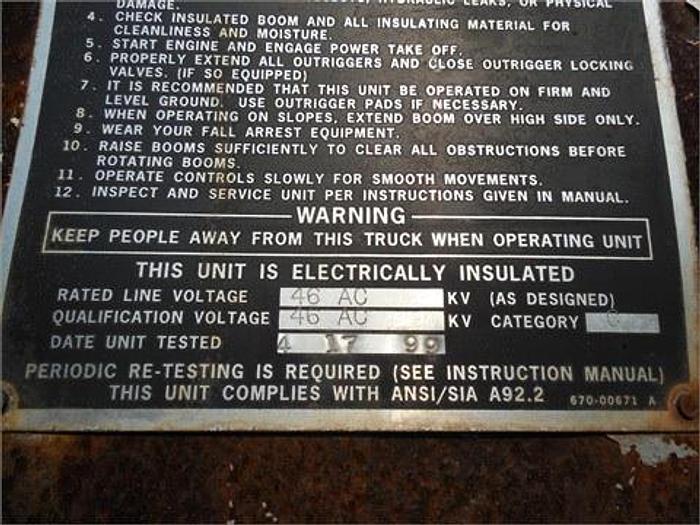 DAMAGE. HYDRAULIC LEAKS, OR PHYSICAL
4. CHECK INSULATED BOOM AND ALL INSULATING MATERIAL FOR
CLEANLINESS AND MOISTURE.
5. START ENGINE AND ENGAGE POWER TAKE OFF.
6. PROPERLY EXTEND ALL OUTRIGGERS AND CLOSE OUTRIGGER LOCKING
VALVES. (IF SO EQUIPPED)
7. IT IS RECOMMENDED THAT THIS UNIT BE OPERATED ON FIRM AND
LEVEL GROUND. USE OUTRIGGER PADS IF NECESSARY.
8. WHEN OPERATING ON SLOPES, EXTEND BOOM OVER HIGH SIDE ONLY.
9. WEAR YOUR FALL ARREST EQUIPMENT.
10. RAISE BOOMS SUFFICIENTLY TO CLEAR ALL OBSTRUCTIONS BEFORE
ROTATING BOOMS.
11. OPERATE CONTROLS SLOWLY FOR SMOOTH MOVEMENTS.
12. INSPECT AND SERVICE UNIT PER INSTRUCTIONS GIVEN IN MANUAL.
WARNING
KEEP PEOPLE AWAY FROM THIS TRUCK WHEN OPERATING UNIT
THIS UNIT IS ELECTRICALLY INSULATED
RATED LINE VOLTAGE 46 AC KV (AS DESIGNED)
QUALIFICATION VOLTAGE 46 AC KV CATEGORY C
DATE UNIT TESTED 4 17 99
PERIODIC RE-TESTING IS REQUIRED (SEE INSTRUCTION MANUAL)
THIS UNIT COMPLIES WITH ANSI/SIA A92.2 670-00671 A